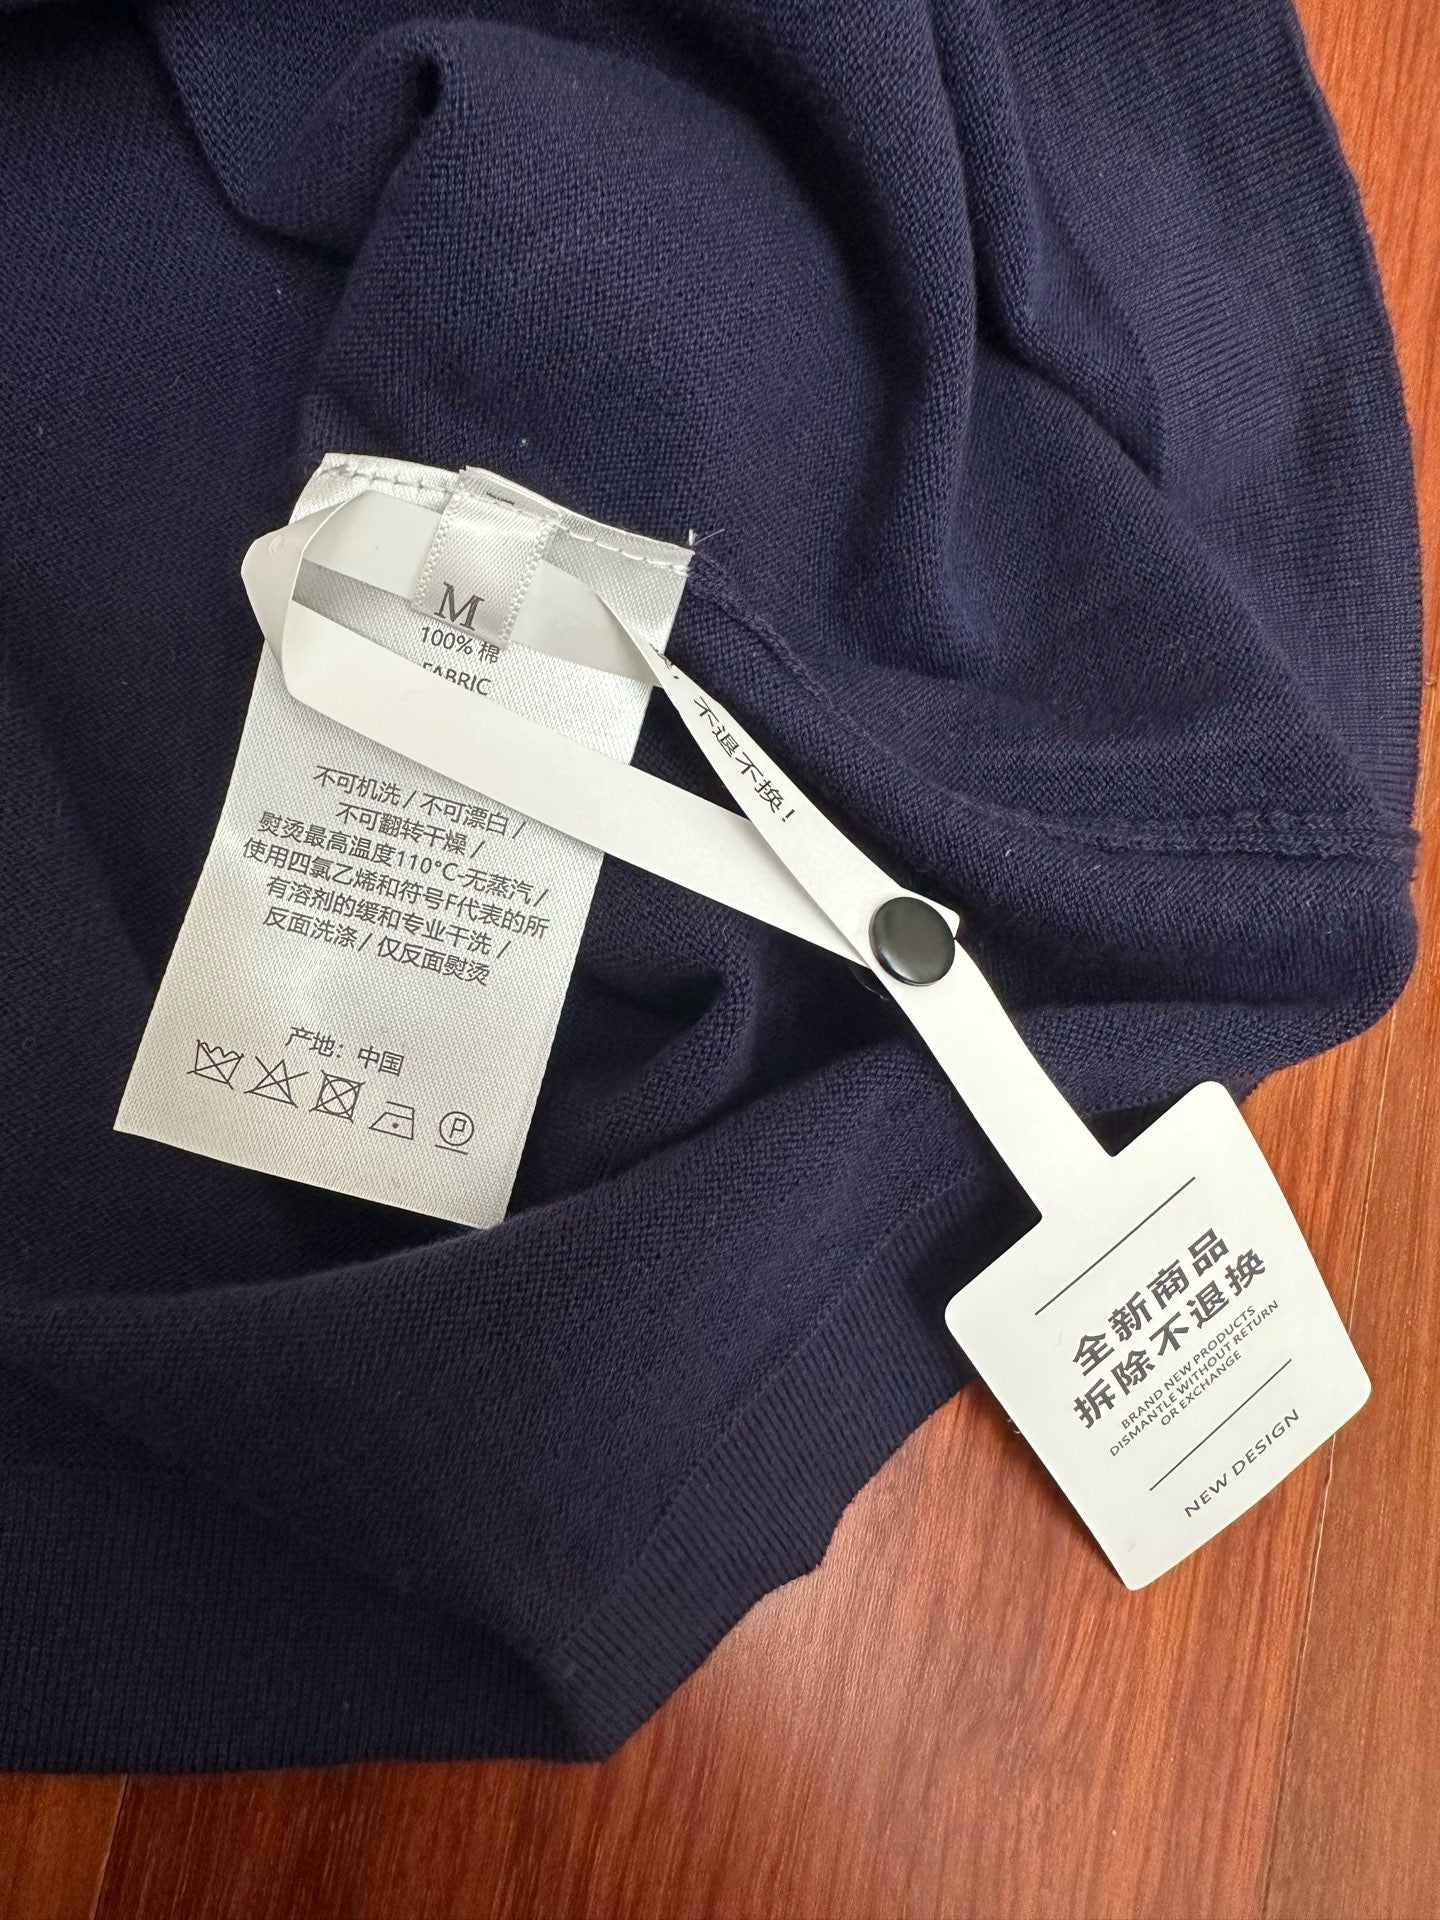 M
100% 棉
FABRIC
不可机洗 / 不可漂白 /
不可翻转干燥 /
熨烫最高温度110°C-无蒸汽 /
使用四氯乙烯和符号F代表的所
有溶剂的缓和专业干洗 /
反面洗涤 / 仅反面熨烫
产地：中国
P
，不退不换！
全新商品
拆除不退换
BRAND NEW PRODUCTS
DISMANTLE WITHOUT RETURN
OR EXCHANGE
NEW DESIGN